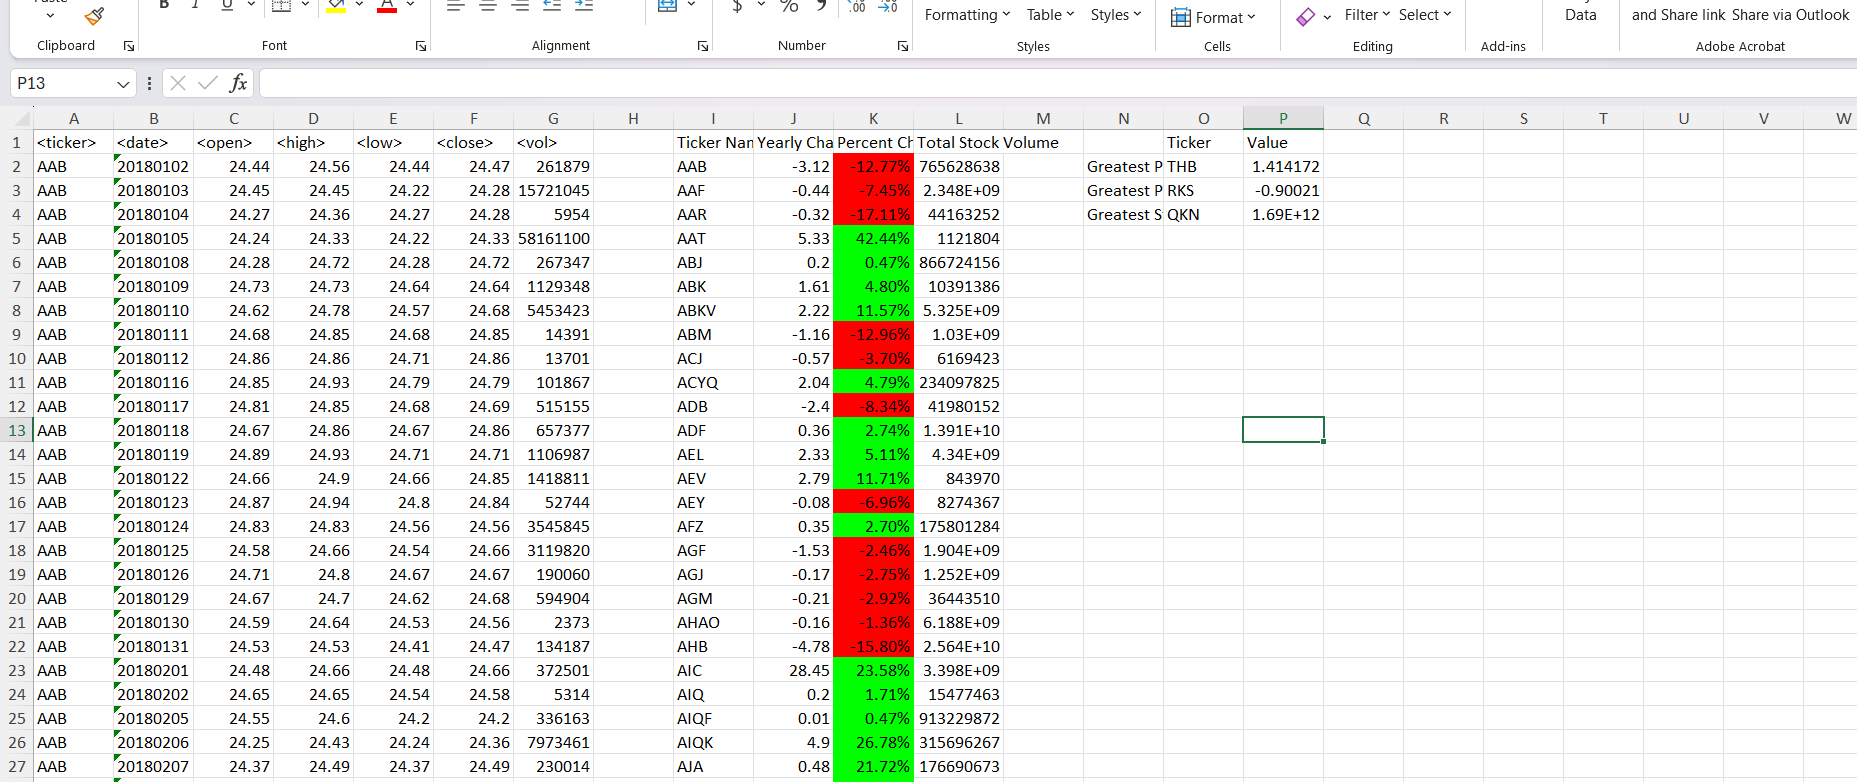 Formatting Table Styles Format Filter Select Data and Share link Share via Outlook
Clipboard Font Alignment Number Styles Cells Editing Add-ins Adobe Acrobat
P13 fx
A B C D E F G H I J K L M N O P Q R S T U V W
1 <ticker> <date> <open> <high> <low> <close> <vol> Ticker Nan Yearly Cha Percent Ch Total Stock Volume Ticker Value
2 AAB 20180102 24.44 24.56 24.44 24.47 261879 AAB -3.12 -12.77% 765628638 Greatest P THB 1.414172
3 AAB 20180103 24.45 24.45 24.22 24.28 15721045 AAF -0.44 -7.45% 2.348E+09 Greatest P RKS -0.90021
4 AAB 20180104 24.27 24.36 24.27 24.28 5954 AAR -0.32 -17.11% 44163252 Greatest S QKN 1.69E+12
5 AAB 20180105 24.24 24.33 24.22 24.33 58161100 AAT 5.33 42.44% 1121804
6 AAB 20180108 24.28 24.72 24.28 24.72 267347 ABJ 0.2 0.47% 866724156
7 AAB 20180109 24.73 24.73 24.64 24.64 1129348 ABK 1.61 4.80% 10391386
8 AAB 20180110 24.62 24.78 24.57 24.68 5453423 ABKV 2.22 11.57% 5.325E+09
9 AAB 20180111 24.68 24.85 24.68 24.85 14391 ABM -1.16 -12.96% 1.03E+09
10 AAB 20180112 24.86 24.86 24.71 24.86 13701 ACJ -0.57 -3.70% 6169423
11 AAB 20180116 24.85 24.93 24.79 24.79 101867 ACYQ 2.04 4.79% 234097825
12 AAB 20180117 24.81 24.85 24.68 24.69 515155 ADB -2.4 -8.34% 41980152
13 AAB 20180118 24.67 24.86 24.67 24.86 657377 ADF 0.36 2.74% 1.391E+10
14 AAB 20180119 24.89 24.93 24.71 24.71 1106987 AEL 2.33 5.11% 4.34E+09
15 AAB 20180122 24.66 24.9 24.66 24.85 1418811 AEV 2.79 11.71% 843970
16 AAB 20180123 24.87 24.94 24.8 24.84 52744 AEY -0.08 -6.96% 8274367
17 AAB 20180124 24.83 24.83 24.56 24.56 3545845 AFZ 0.35 2.70% 175801284
18 AAB 20180125 24.58 24.66 24.54 24.66 3119820 AGF -1.53 -2.46% 1.904E+09
19 AAB 20180126 24.71 24.8 24.67 24.67 190060 AGJ -0.17 -2.75% 1.252E+09
20 AAB 20180129 24.67 24.7 24.62 24.68 594904 AGM -0.21 -2.92% 36443510
21 AAB 20180130 24.59 24.64 24.53 24.56 2373 AHAO -0.16 -1.36% 6.188E+09
22 AAB 20180131 24.53 24.53 24.41 24.47 134187 AHB -4.78 -15.80% 2.564E+10
23 AAB 20180201 24.48 24.66 24.48 24.66 372501 AIC 28.45 23.58% 3.398E+09
24 AAB 20180202 24.65 24.65 24.54 24.58 5314 AIQ 0.2 1.71% 15477463
25 AAB 20180205 24.55 24.6 24.2 24.2 336163 AIQF 0.01 0.47% 913229872
26 AAB 20180206 24.25 24.43 24.24 24.36 7973461 AIQK 4.9 26.78% 315696267
27 AAB 20180207 24.37 24.49 24.37 24.49 230014 AJA 0.48 21.72% 176690673